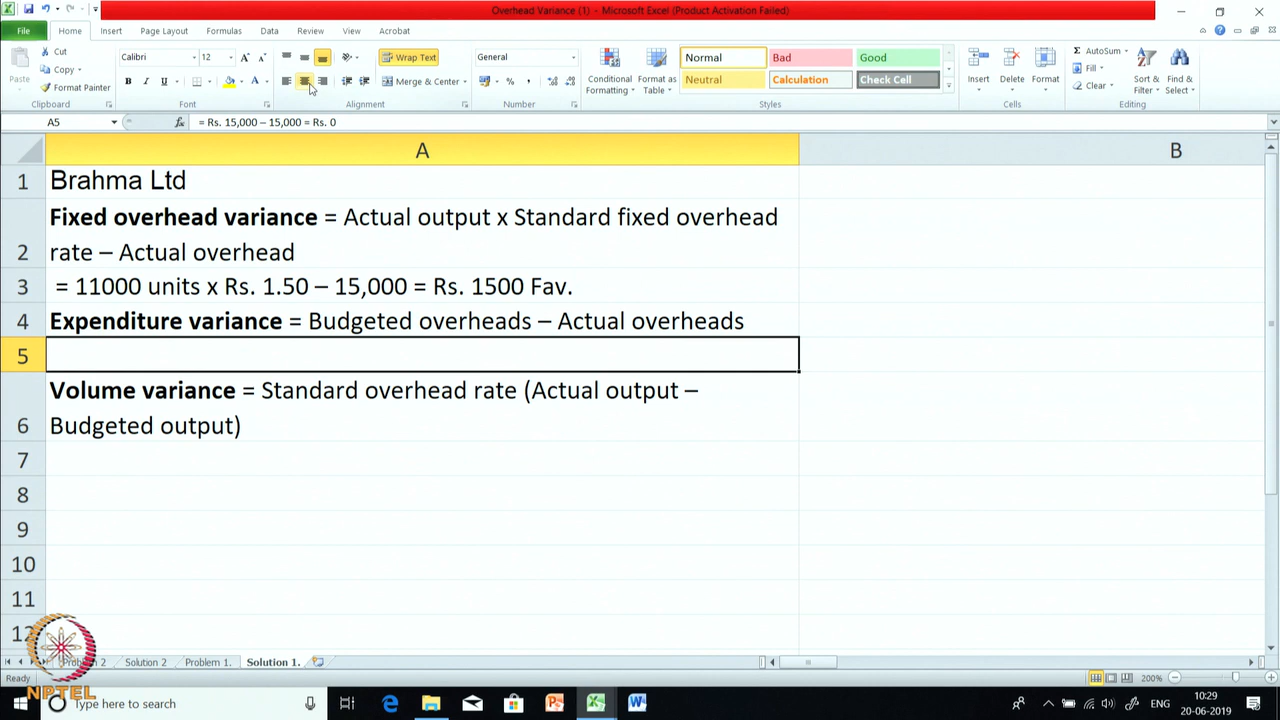 Overhead Variance (1) - Microsoft Excel (Product Activation Failed)
File Home Insert Page Layout Formulas Data Review View Acrobat
Paste
Cut
Copy
Format Painter
Clipboard
Calibri 12
B I U
Font
Wrap Text
Merge & Center
Alignment
General
Number
Conditional Formatting
Format as Table
Normal Bad Good
Neutral Calculation Check Cell
Styles
Insert Delete Format
Cells
AutoSum
Fill
Clear
Sort & Filter
Find & Select
Editing
A5 fx = Rs. 15,000 – 15,000 = Rs. 0
A B
1 Brahma Ltd
Fixed overhead variance = Actual output x Standard fixed overhead
2 rate – Actual overhead
3 = 11000 units x Rs. 1.50 – 15,000 = Rs. 1500 Fav.
4 Expenditure variance = Budgeted overheads – Actual overheads
5
Volume variance = Standard overhead rate (Actual output –
6 Budgeted output)
7
8
9
10
11
12
2 Solution 2 Problem 1. Solution 1.
Ready 200%
NPTEL
Type here to search
ENG
10:29
20-06-2019